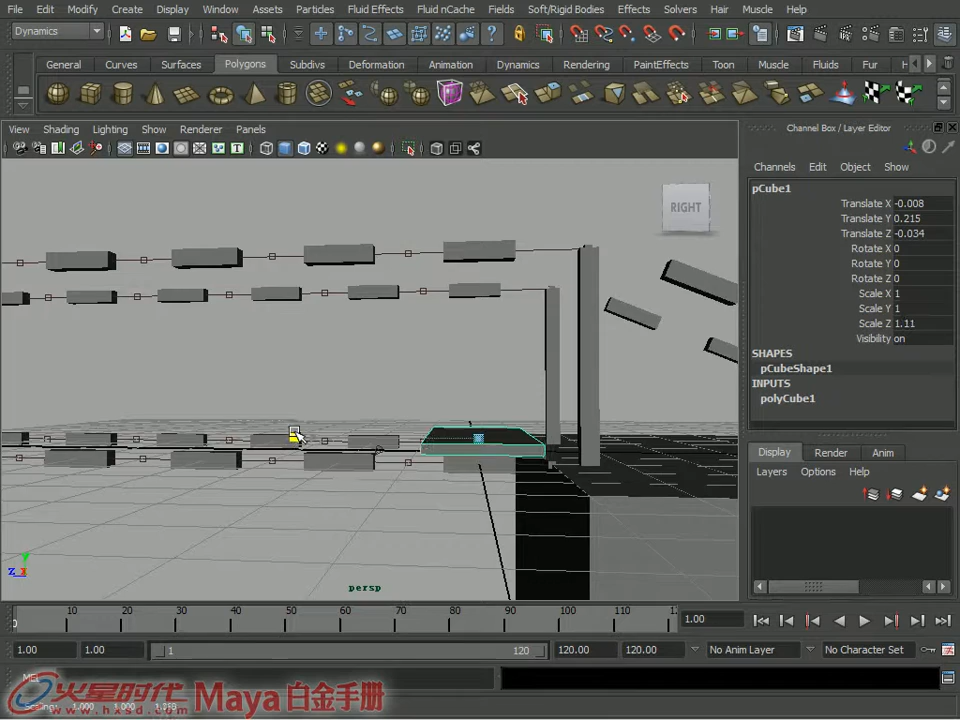 File Edit Modify Create Display Window Assets Particles Fluid Effects Fluid nCache Fields Soft/Rigid Bodies Effects Solvers Hair Muscle Help
Dynamics
General Curves Surfaces Polygons Subdivs Deformation Animation Dynamics Rendering PaintEffects Toon Muscle Fluids Fur
View Shading Lighting Show Renderer Panels
Channel Box / Layer Editor
Channels Edit Object Show
pCube1
Translate X -0.008
Translate Y 0.215
Translate Z -0.034
Rotate X 0
Rotate Y 0
Rotate Z 0
Scale X 1
Scale Y 1
Scale Z 1.11
Visibility on
SHAPES
pCubeShape1
INPUTS
polyCube1
RIGHT
Display Render Anim
Layers Options Help
Z X
Y
persp
10 20 30 40 50 60 70 80 90 100 110 1.00
1.00 1.00 1 120 120.00 120.00 No Anim Layer No Character Set
火星时代 Maya 白金手册
www.hxsd.com